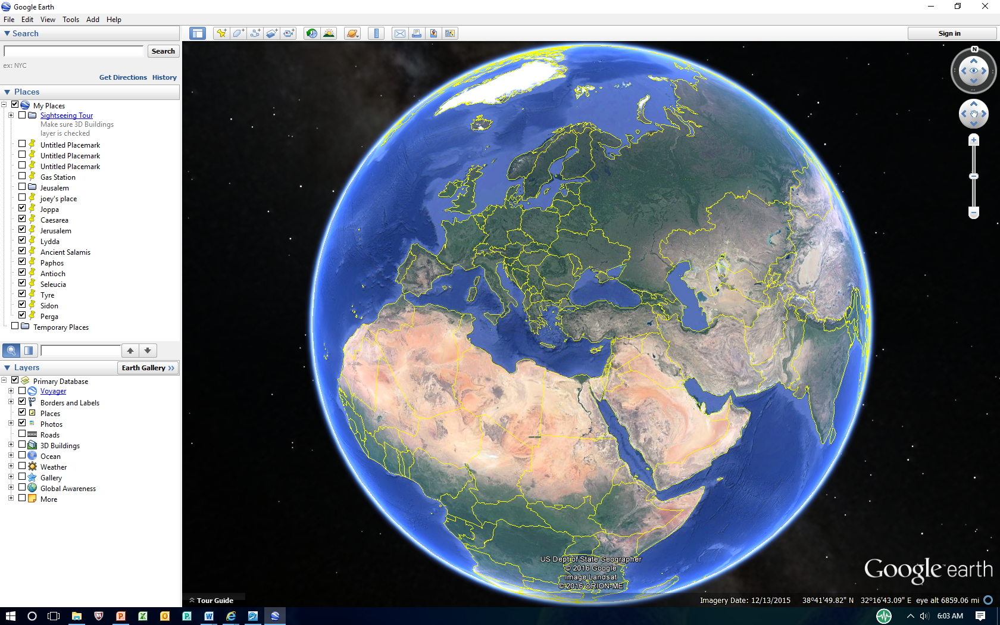 Google Earth
File Edit View Tools Add Help
Search
Sign in
Search
ex: NYC
Get Directions History
N
Places
My Places
Sightseeing Tour
Make sure 3D Buildings
layer is checked
Untitled Placemark
Untitled Placemark
Untitled Placemark
Gas Station
Jeusalem
joey's place
Joppa
Caesarea
Jerusalem
Lydda
Ancient Salamis
Paphos
Antioch
Seleucia
Tyre
Sidon
Perga
Temporary Places
Layers
Earth Gallery >>
Primary Database
Voyager
Borders and Labels
Places
Photos
Roads
3D Buildings
Ocean
Weather
Gallery
Global Awareness
More
US Dept of State Geographer
© 2016 Google
Image Landsat
© 2016 ORION-ME
Google™ earth
Tour Guide
Imagery Date: 12/13/2015 38°41'49.82" N 32°16'43.09" E eye alt 6859.06 mi
6:03 AM